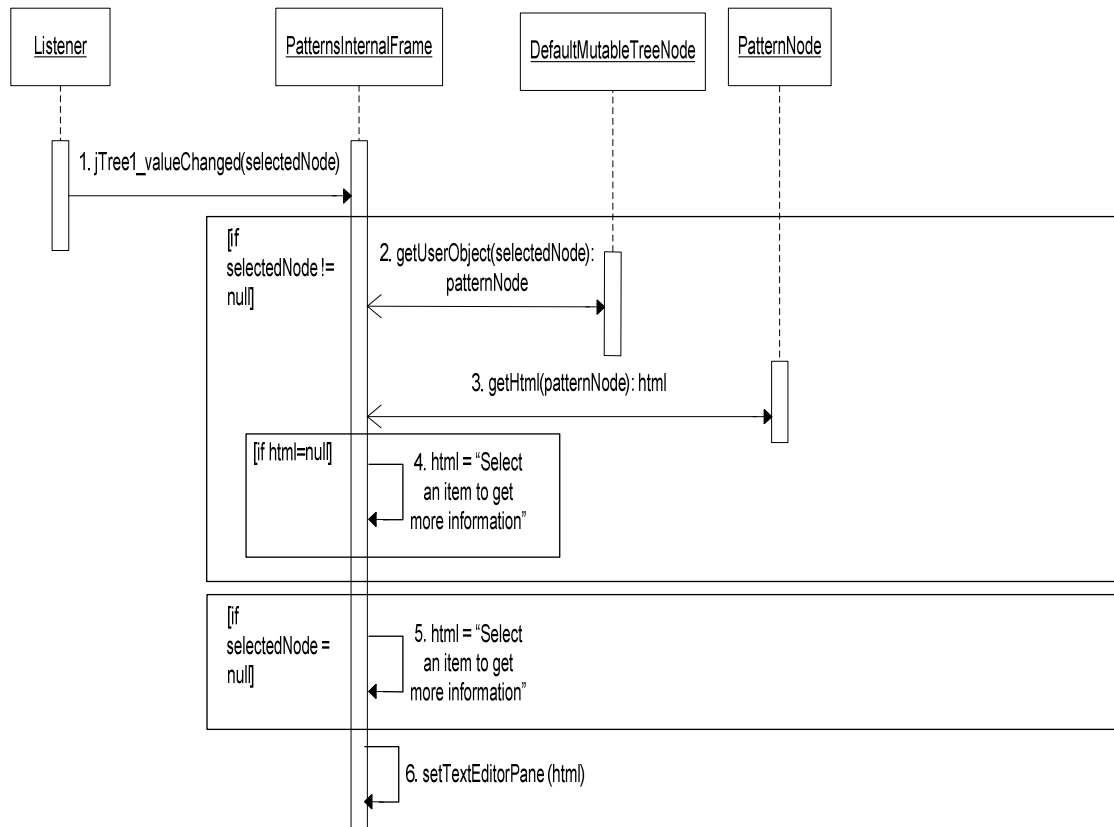 Listener
PatternsInternalFrame
DefaultMutableTreeNode
PatternNode
1. jTree1_valueChanged(selectedNode)
[if
selectedNode !=
null]
2. getUserObject(selectedNode):
patternNode
3. getHtml(patternNode): html
[if html=null]
4. html = “Select
an item to get
more information”
[if
selectedNode =
null]
5. html = “Select
an item to get
more information”
6. setTextEditorPane(html)